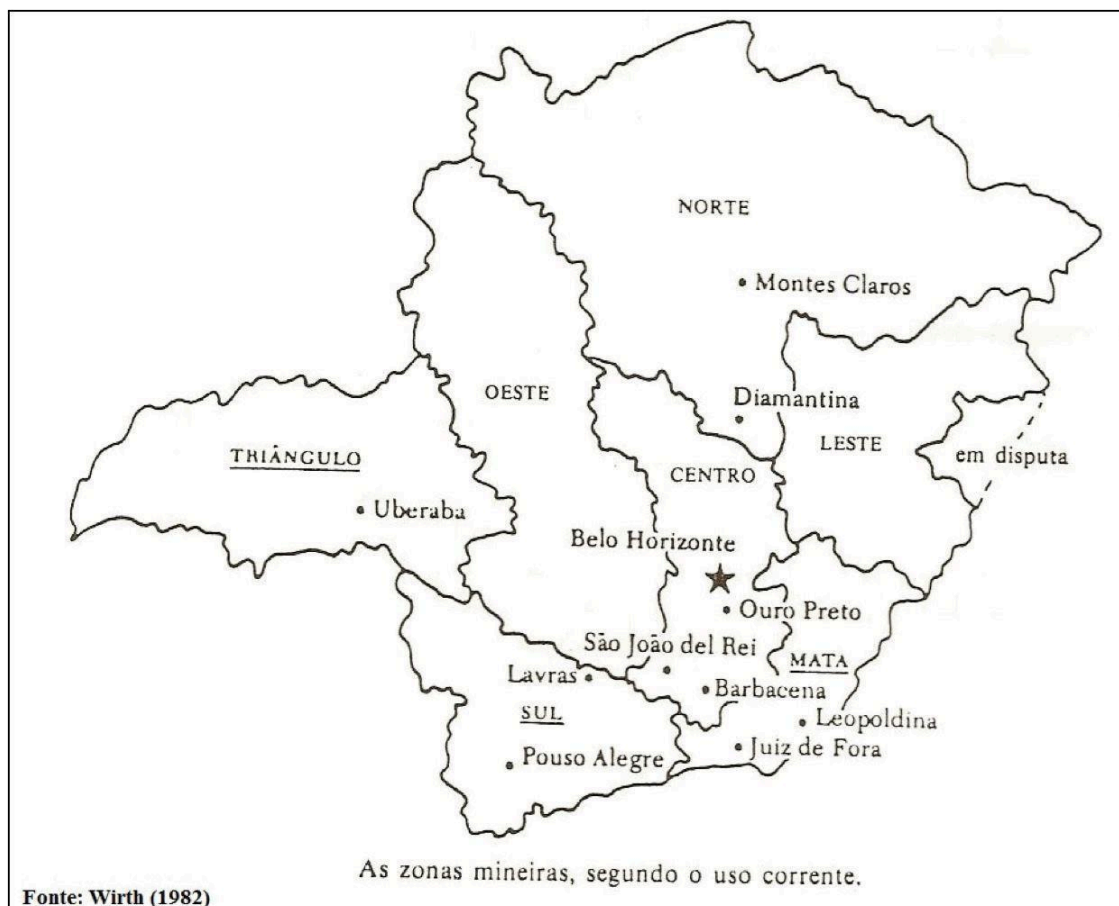 NORTE
Montes Claros
OESTE
Diamantina
LESTE
em disputa
TRIÂNGULO
CENTRO
Uberaba
Belo Horizonte
Ouro Preto
São João del Rei
MATA
Lavras
Barbacena
SUL
Leopoldina
Juiz de Fora
Pouso Alegre
As zonas mineiras, segundo o uso corrente.
Fonte: Wirth (1982)